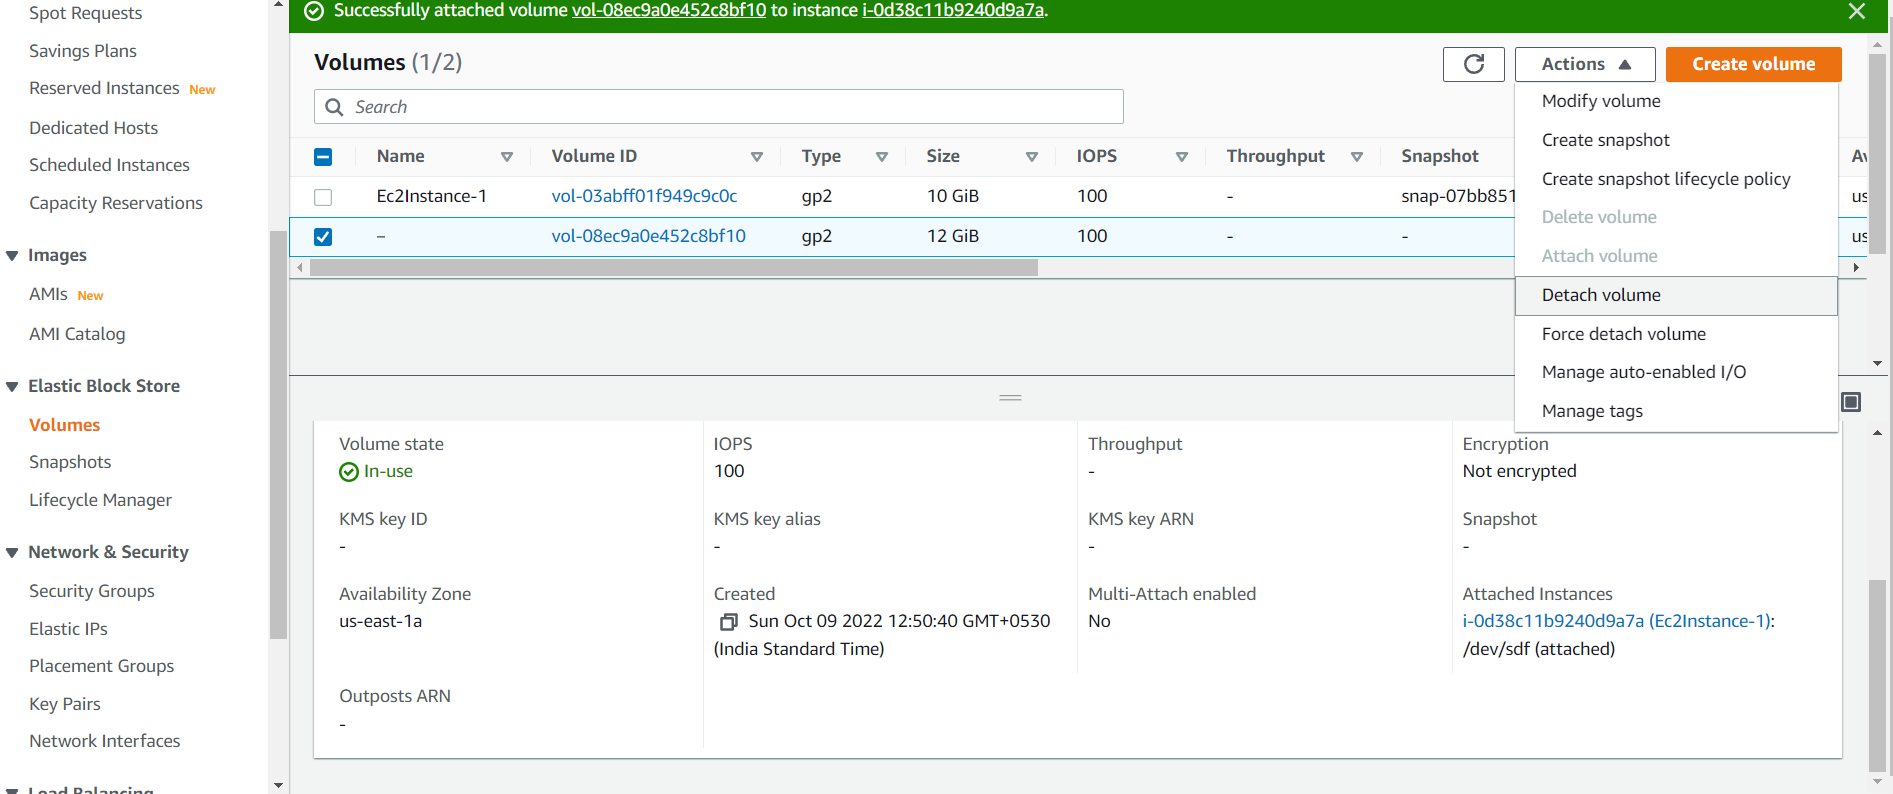 Spot Requests
Savings Plans
Reserved Instances New
Dedicated Hosts
Scheduled Instances
Capacity Reservations
Images
AMIs New
AMI Catalog
Elastic Block Store
Volumes
Snapshots
Lifecycle Manager
Network & Security
Security Groups
Elastic IPs
Placement Groups
Key Pairs
Network Interfaces
Load Balancing
Successfully attached volume vol-08ec9a0e452c8bf10 to instance i-0d38c11b9240d9a7a.
Volumes (1/2)
Actions
Create volume
Search
Name Volume ID Type Size IOPS Throughput Snapshot
Ec2Instance-1 vol-03abff01f949c9c0c gp2 10 GiB 100 - snap-07bb851 us
– vol-08ec9a0e452c8bf10 gp2 12 GiB 100 - - us
Modify volume
Create snapshot
Create snapshot lifecycle policy
Delete volume
Attach volume
Detach volume
Force detach volume
Manage auto-enabled I/O
Manage tags
Volume state
In-use
IOPS
100
Throughput
-
Encryption
Not encrypted
KMS key ID
-
KMS key alias
-
KMS key ARN
-
Snapshot
-
Availability Zone
us-east-1a
Created
Sun Oct 09 2022 12:50:40 GMT+0530
(India Standard Time)
Multi-Attach enabled
No
Attached Instances
i-0d38c11b9240d9a7a (Ec2Instance-1):
/dev/sdf (attached)
Outposts ARN
-